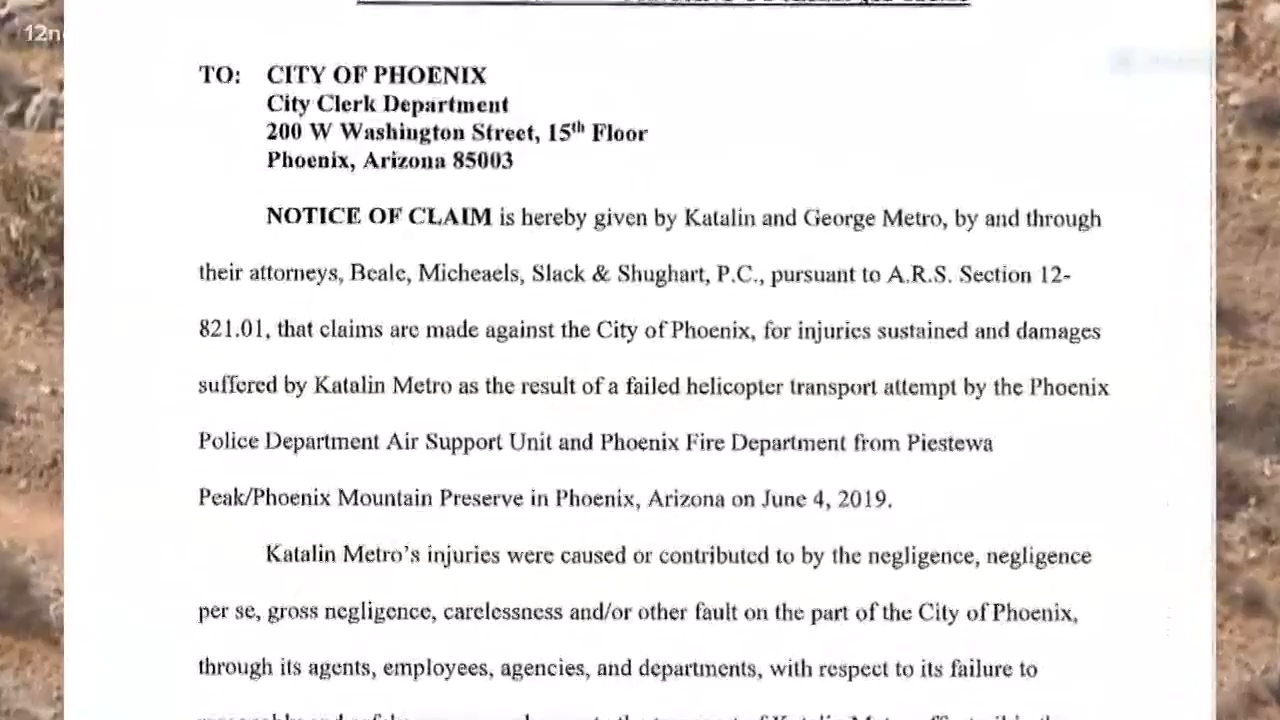 12n
TO: CITY OF PHOENIX
City Clerk Department
200 W Washington Street, 15th Floor
Phoenix, Arizona 85003
NOTICE OF CLAIM is hereby given by Katalin and George Metro, by and through
their attorneys, Beale, Micheaels, Slack & Shughart, P.C., pursuant to A.R.S. Section 12-
821.01, that claims are made against the City of Phoenix, for injuries sustained and damages
suffered by Katalin Metro as the result of a failed helicopter transport attempt by the Phoenix
Police Department Air Support Unit and Phoenix Fire Department from Piestewa
Peak/Phoenix Mountain Preserve in Phoenix, Arizona on June 4, 2019.
Katalin Metro's injuries were caused or contributed to by the negligence, negligence
per se, gross negligence, carelessness and/or other fault on the part of the City of Phoenix,
through its agents, employees, agencies, and departments, with respect to its failure to